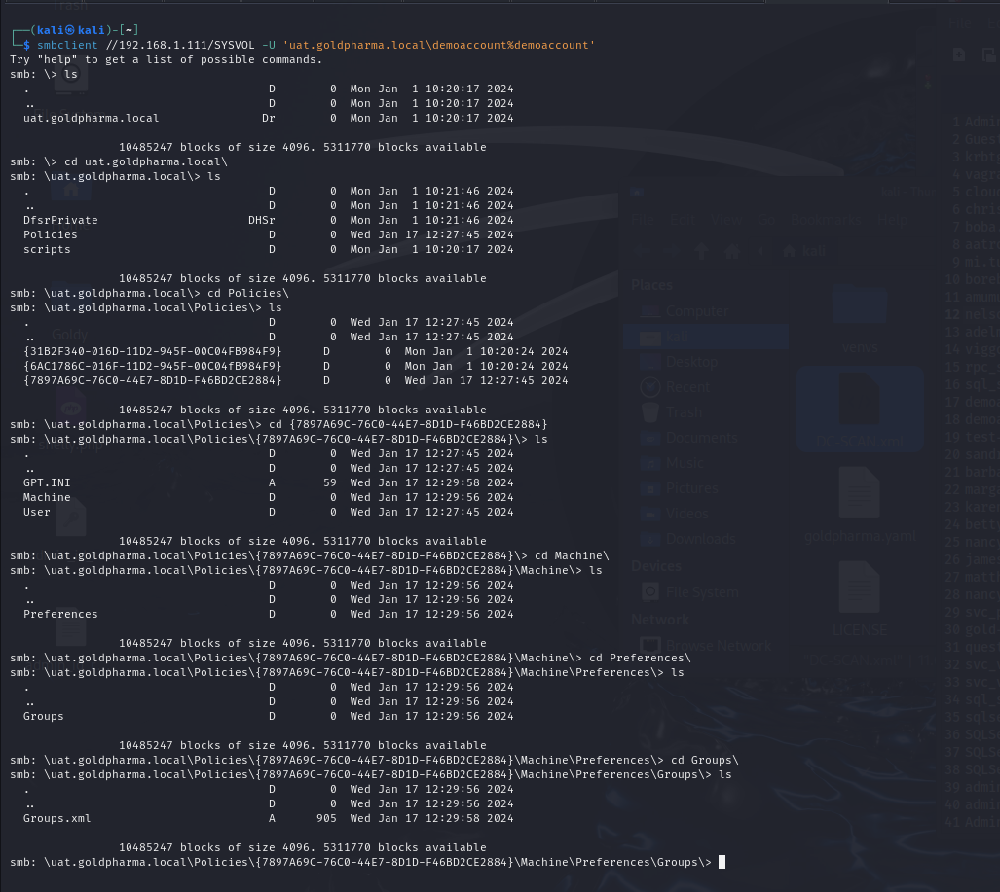 Trash
┌──(kali㉿kali)-[~]
└─$ smbclient //192.168.1.111/SYSVOL -U 'uat.goldpharma.local\demoaccount%demoaccount'
Try "help" to get a list of possible commands.
smb: \> ls
  .                                   D        0  Mon Jan  1 10:20:17 2024
  ..                                  D        0  Mon Jan  1 10:20:17 2024
  uat.goldpharma.local               Dr        0  Mon Jan  1 10:20:17 2024
                10485247 blocks of size 4096. 5311770 blocks available
smb: \> cd uat.goldpharma.local\
smb: \uat.goldpharma.local\> ls
  .                                   D        0  Mon Jan  1 10:21:46 2024
  ..                                  D        0  Mon Jan  1 10:21:46 2024
  DfsrPrivate                      DHSr        0  Mon Jan  1 10:21:46 2024
  Policies                            D        0  Wed Jan 17 12:27:45 2024
  scripts                             D        0  Mon Jan  1 10:20:17 2024
                10485247 blocks of size 4096. 5311770 blocks available
smb: \uat.goldpharma.local\> cd Policies\
smb: \uat.goldpharma.local\Policies\> ls
  .                                   D        0  Wed Jan 17 12:27:45 2024
  ..                                  D        0  Wed Jan 17 12:27:45 2024
  {31B2F340-016D-11D2-945F-00C04FB984F9}      D        0  Mon Jan  1 10:20:24 2024
  {6AC1786C-016F-11D2-945F-00C04fB984F9}      D        0  Mon Jan  1 10:20:24 2024
  {7897A69C-76C0-44E7-8D1D-F46BD2CE2884}      D        0  Wed Jan 17 12:27:45 2024
                10485247 blocks of size 4096. 5311770 blocks available
smb: \uat.goldpharma.local\Policies\> cd {7897A69C-76C0-44E7-8D1D-F46BD2CE2884}
smb: \uat.goldpharma.local\Policies\{7897A69C-76C0-44E7-8D1D-F46BD2CE2884}\> ls
  .                                   D        0  Wed Jan 17 12:27:45 2024
  ..                                  D        0  Wed Jan 17 12:27:45 2024
  GPT.INI                             A       59  Wed Jan 17 12:29:58 2024
  Machine                             D        0  Wed Jan 17 12:29:56 2024
  User                                D        0  Wed Jan 17 12:27:45 2024
                10485247 blocks of size 4096. 5311770 blocks available
smb: \uat.goldpharma.local\Policies\{7897A69C-76C0-44E7-8D1D-F46BD2CE2884}\> cd Machine\
smb: \uat.goldpharma.local\Policies\{7897A69C-76C0-44E7-8D1D-F46BD2CE2884}\Machine\> ls
  .                                   D        0  Wed Jan 17 12:29:56 2024
  ..                                  D        0  Wed Jan 17 12:29:56 2024
  Preferences                         D        0  Wed Jan 17 12:29:56 2024
                10485247 blocks of size 4096. 5311770 blocks available
smb: \uat.goldpharma.local\Policies\{7897A69C-76C0-44E7-8D1D-F46BD2CE2884}\Machine\> cd Preferences\
smb: \uat.goldpharma.local\Policies\{7897A69C-76C0-44E7-8D1D-F46BD2CE2884}\Machine\Preferences\> ls
  .                                   D        0  Wed Jan 17 12:29:56 2024
  ..                                  D        0  Wed Jan 17 12:29:56 2024
  Groups                              D        0  Wed Jan 17 12:29:56 2024
                10485247 blocks of size 4096. 5311770 blocks available
smb: \uat.goldpharma.local\Policies\{7897A69C-76C0-44E7-8D1D-F46BD2CE2884}\Machine\Preferences\> cd Groups\
smb: \uat.goldpharma.local\Policies\{7897A69C-76C0-44E7-8D1D-F46BD2CE2884}\Machine\Preferences\Groups\> ls
  .                                   D        0  Wed Jan 17 12:29:56 2024
  ..                                  D        0  Wed Jan 17 12:29:56 2024
  Groups.xml                          A      905  Wed Jan 17 12:29:58 2024
                10485247 blocks of size 4096. 5311770 blocks available
smb: \uat.goldpharma.local\Policies\{7897A69C-76C0-44E7-8D1D-F46BD2CE2884}\Machine\Preferences\Groups\>
Goldy
File Edit View Go Bookmarks Help
kali
Places
Computer
Desktop
Recent
Trash
Documents
Music
Pictures
Videos
Downloads
Devices
File System
Network
Browse Network
venvs
DC-SCAN.xml
goldpharma.yaml
LICENSE